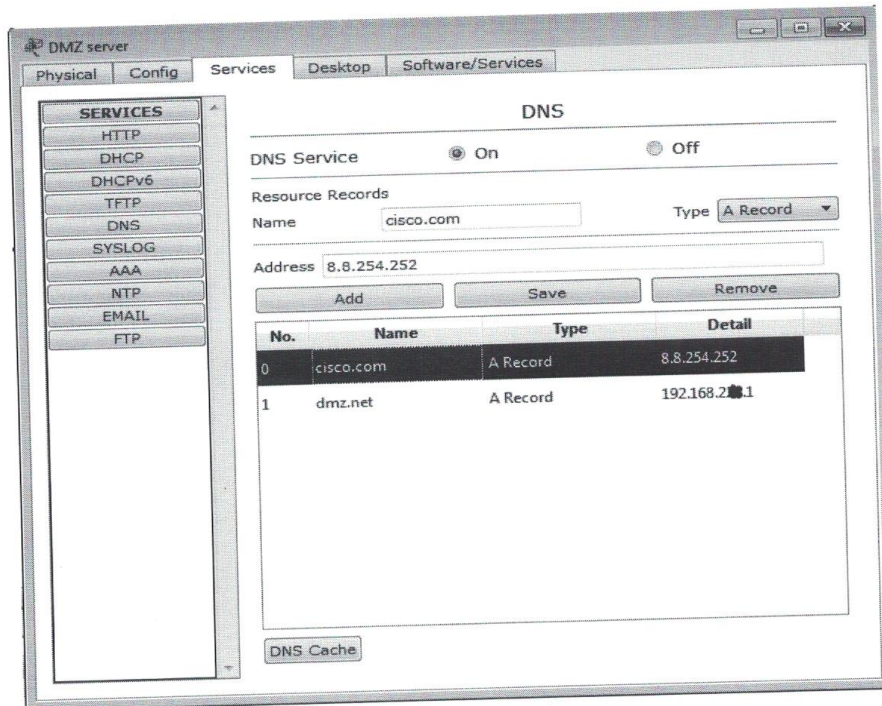 DMZ server
Physical Config Services Desktop Software/Services
SERVICES
HTTP
DHCP
DHCPv6
TFTP
DNS
SYSLOG
AAA
NTP
EMAIL
FTP
DNS
DNS Service On Off
Resource Records
Name cisco.com Type A Record
Address 8.8.254.252
Add Save Remove
No. Name Type Detail
0 cisco.com A Record 8.8.254.252
1 dmz.net A Record
DNS Cache